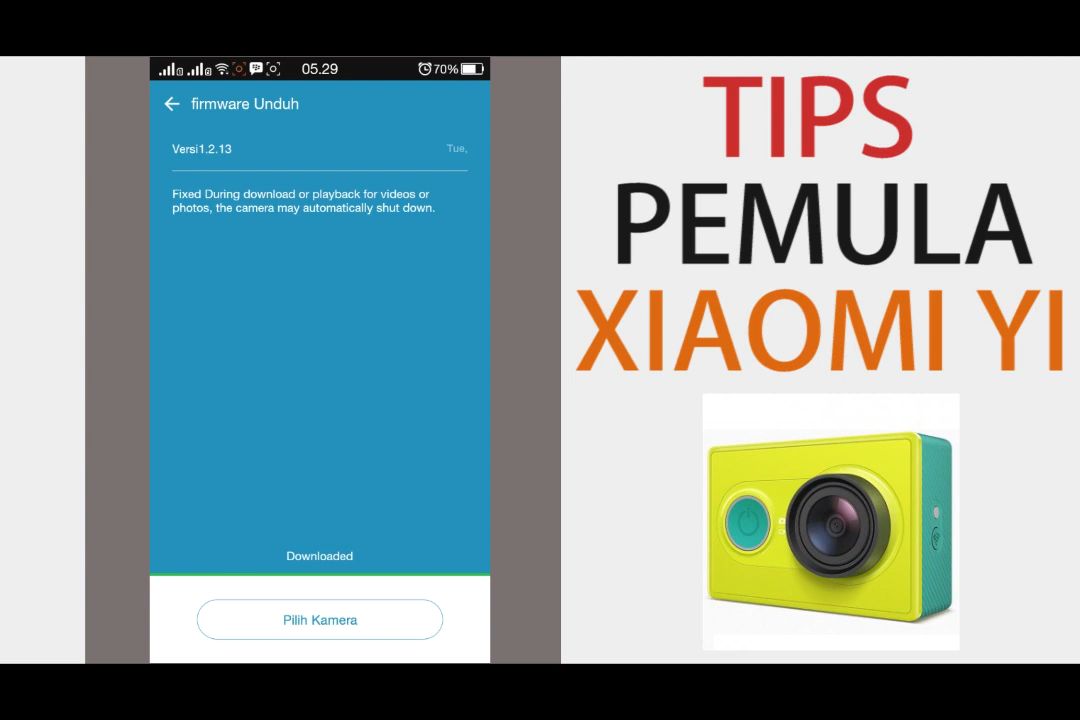 05.29
70%
firmware Unduh
Versi1.2.13
Tue,
Fixed During download or playback for videos or
photos, the camera may automatically shut down.
Downloaded
Pilih Kamera
TIPS
PEMULA
XIAOMI YI